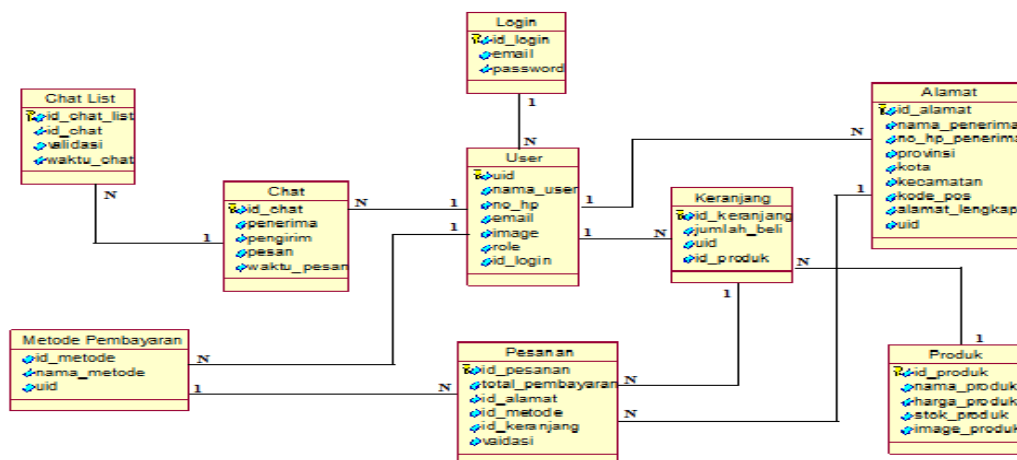 Login
id_login
email
password
1
N
Chat List
id_chat_list
id_chat
validasi
waktu_chat
N
1
Chat
id_chat
penerima
pengirim
pesan
waktu_pesan
N
1
User
uid
nama_user
no_hp
email
image
role
id_login
1
1
1
N
N
Alamat
id_alamat
nama_penerima
no_hp_penerima
provinsi
kota
kecamatan
kode_pos
alamat_lengkap
uid
1
Keranjang
id_keranjang
jumlah_beli
uid
id_produk
1
N
1
Metode Pembayaran
id_metode
nama_metode
uid
N
1
N
Pesanan
id_pesanan
total_pembayaran
id_alamat
id_metode
id_keranjang
vaidasi
N
N
Produk
id_produk
nama_produk
harga_produk
stok_produk
image_produk